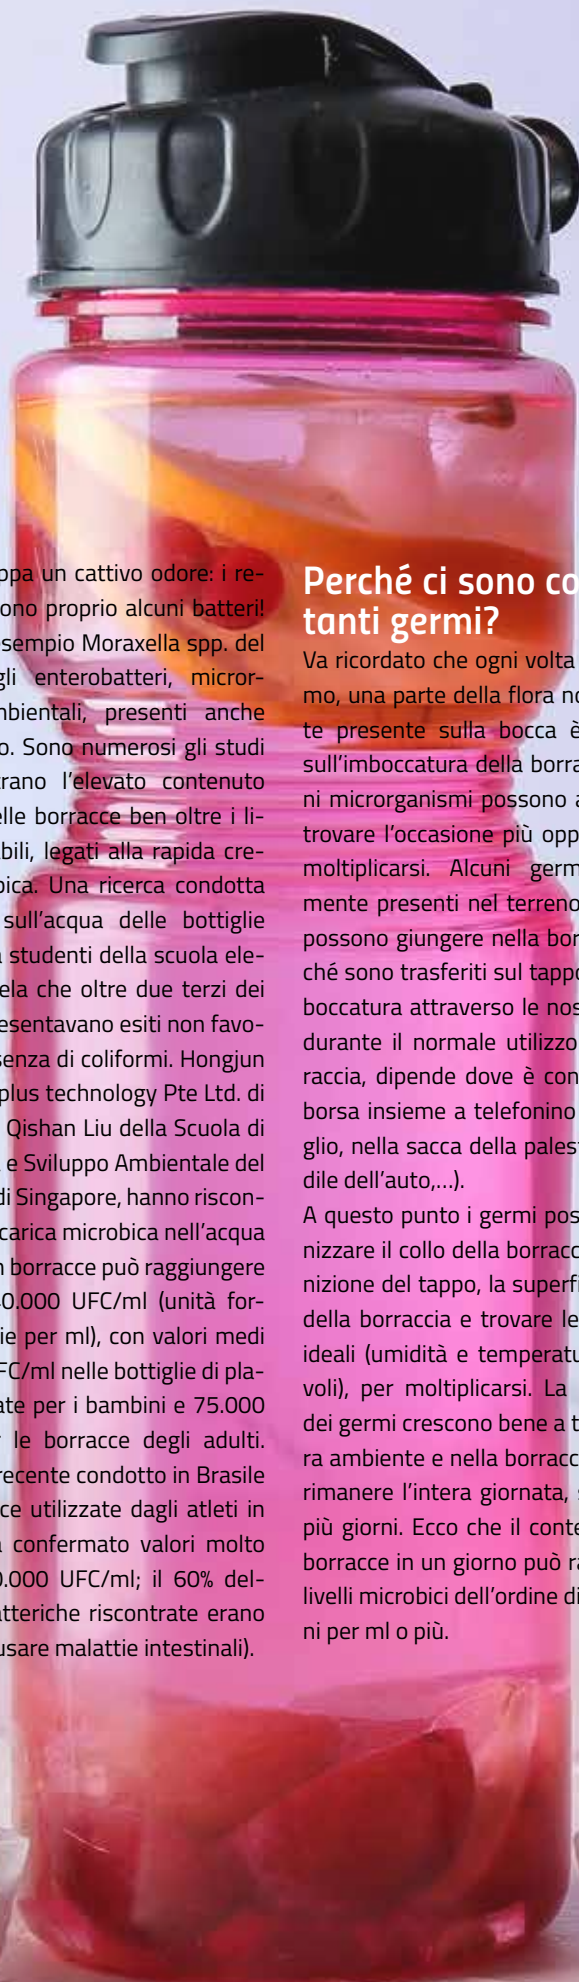 ppa un cattivo odore: i re-
ono proprio alcuni batteri!
esempio Moraxella spp. del
gli enterobatteri, micror-
mbientali, presenti anche
o. Sono numerosi gli studi
trano l’elevato contenuto
elle borracce ben oltre i li-
abili, legati alla rapida cre-
bica. Una ricerca condotta
sull’acqua delle bottiglie
a studenti della scuola ele-
ela che oltre due terzi dei
resentavano esiti non favo-
senza di coliformi. Hongjun
plus technology Pte Ltd. di
Qishan Liu della Scuola di
a e Sviluppo Ambientale del
di Singapore, hanno riscon-
carica microbica nell’acqua
n borracce può raggiungere
40.000 UFC/ml (unità for-
ie per ml), con valori medi
FC/ml nelle bottiglie di pla-
ate per i bambini e 75.000
r le borracce degli adulti.
recente condotto in Brasile
ce utilizzate dagli atleti in
a confermato valori molto
0.000 UFC/ml; il 60% del-
atteriche riscontrate erano
usare malattie intestinali).
Perché ci sono co
tanti germi?
Va ricordato che ogni volta
mo, una parte della flora no
te presente sulla bocca è
sull’imboccatura della borra
ni microrganismi possono a
trovare l’occasione più opp
moltiplicarsi. Alcuni germ
mente presenti nel terreno
possono giungere nella bor
ché sono trasferiti sul tappo
boccatura attraverso le nos
durante il normale utilizzo
raccia, dipende dove è con
borsa insieme a telefonino
glio, nella sacca della palest
dile dell’auto,...).
A questo punto i germi pos
nizzare il collo della borracc
nizione del tappo, la superfi
della borraccia e trovare le
ideali (umidità e temperatu
voli), per moltiplicarsi. La
dei germi crescono bene a t
ra ambiente e nella borracc
rimanere l’intera giornata, s
più giorni. Ecco che il conte
borracce in un giorno può ra
livelli microbici dell’ordine di
ni per ml o più.